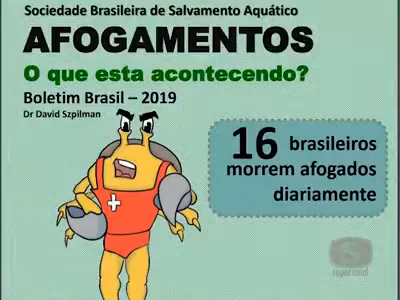 Sociedade Brasileira de Salvamento Aquático
AFOGAMENTOS
O que esta acontecendo?
Boletim Brasil – 2019
Dr David Szpilman
16 brasileiros
morrem afogados
diariamente